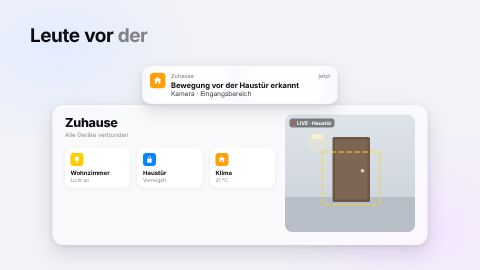 Leute vor der
Zuhause
jetzt
Bewegung vor der Haustür erkannt
Kamera · Eingangsbereich
Zuhause
Alle Geräte verbunden
LIVE · Haustür
Wohnzimmer
Licht an
Haustür
Verriegelt
Klima
21 °C